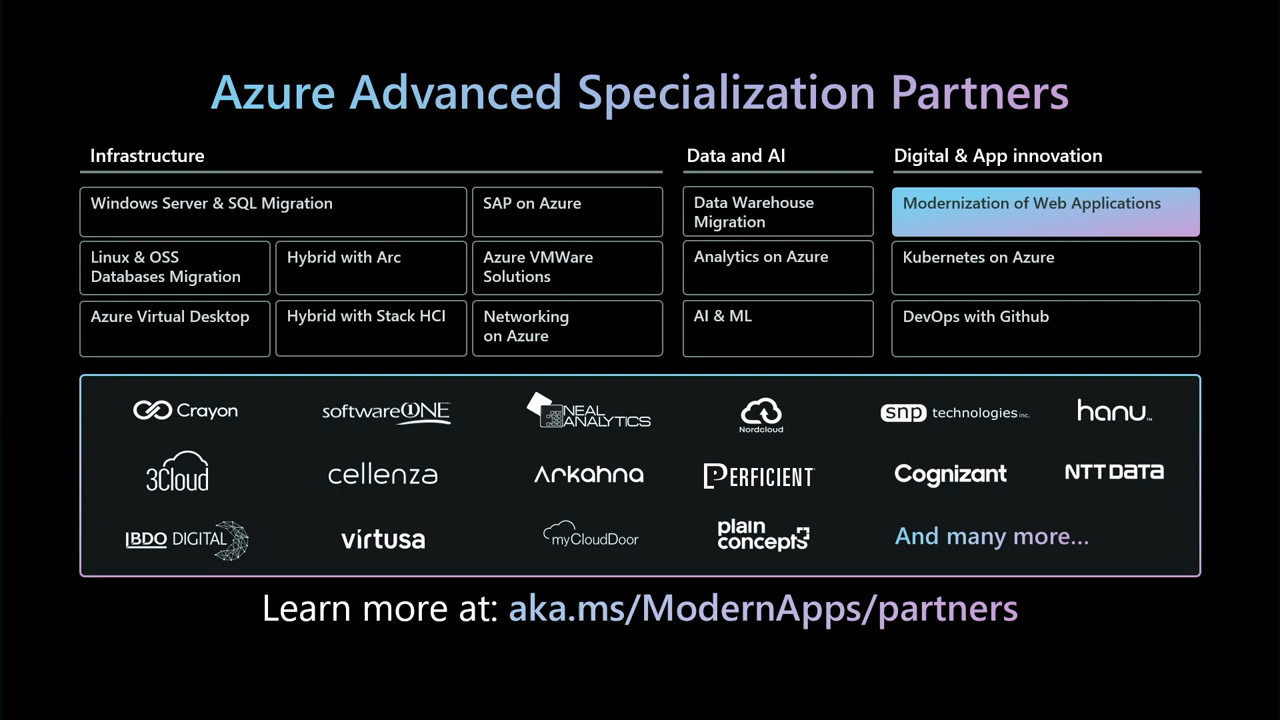 Azure Advanced Specialization Partners
Infrastructure
Data and AI
Digital & App innovation
Windows Server & SQL Migration
SAP on Azure
Data Warehouse
Migration
Modernization of Web Applications
Linux & OSS
Databases Migration
Hybrid with Arc
Azure VMWare
Solutions
Analytics on Azure
Kubernetes on Azure
Azure Virtual Desktop
Hybrid with Stack HCI
Networking
on Azure
AI & ML
DevOps with Github
Crayon
softwareONE
NEAL
ANALYTICS
Nordcloud
snp technologies inc.
hanu™
3Cloud
cellenza
Arkahna
PERFICIENT
Cognizant
NTT DATA
BDO DIGITAL
virtusa
myCloudDoor
plain
concepts
And many more...
Learn more at: aka.ms/ModernApps/partners